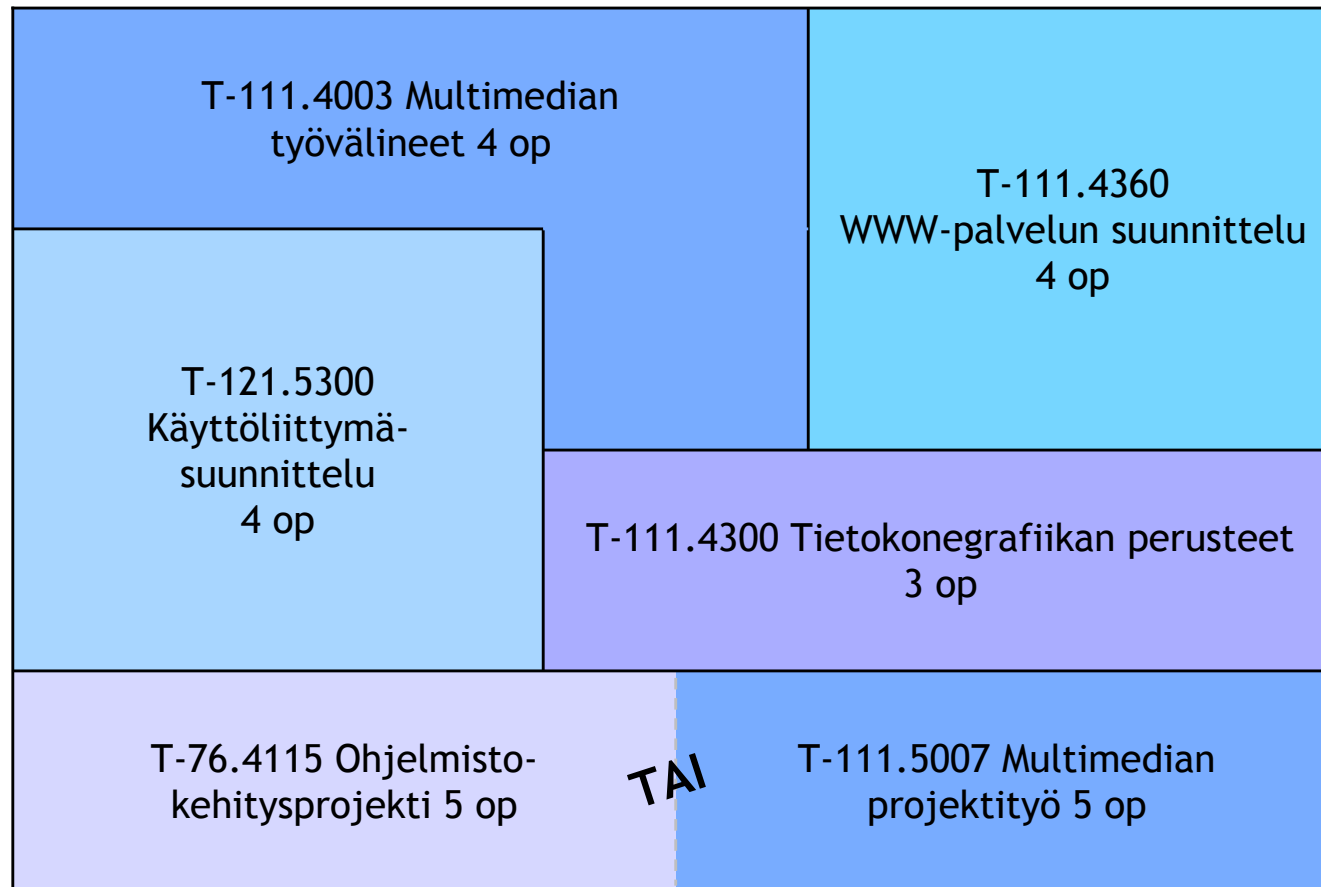 T-111.4003 Multimedian
työvälineet 4 op
T-111.4360
WWW-palvelun suunnittelu
4 op
T-121.5300
Käyttöliittymä-
suunnittelu
4 op
T-111.4300 Tietokonegrafiikan perusteet
3 op
T-76.4115 Ohjelmisto-
kehitysprojekti 5 op
TAI
T-111.5007 Multimedian
projektityö 5 op